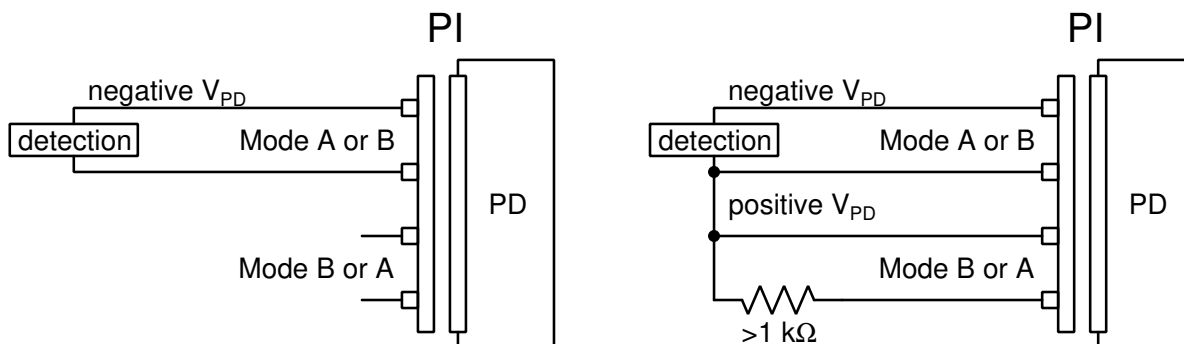 PI
PI
negative V_PD
negative V_PD
detection
Mode A or B
detection
Mode A or B
PD
positive V_PD
PD
Mode B or A
Mode B or A
>1 kΩ